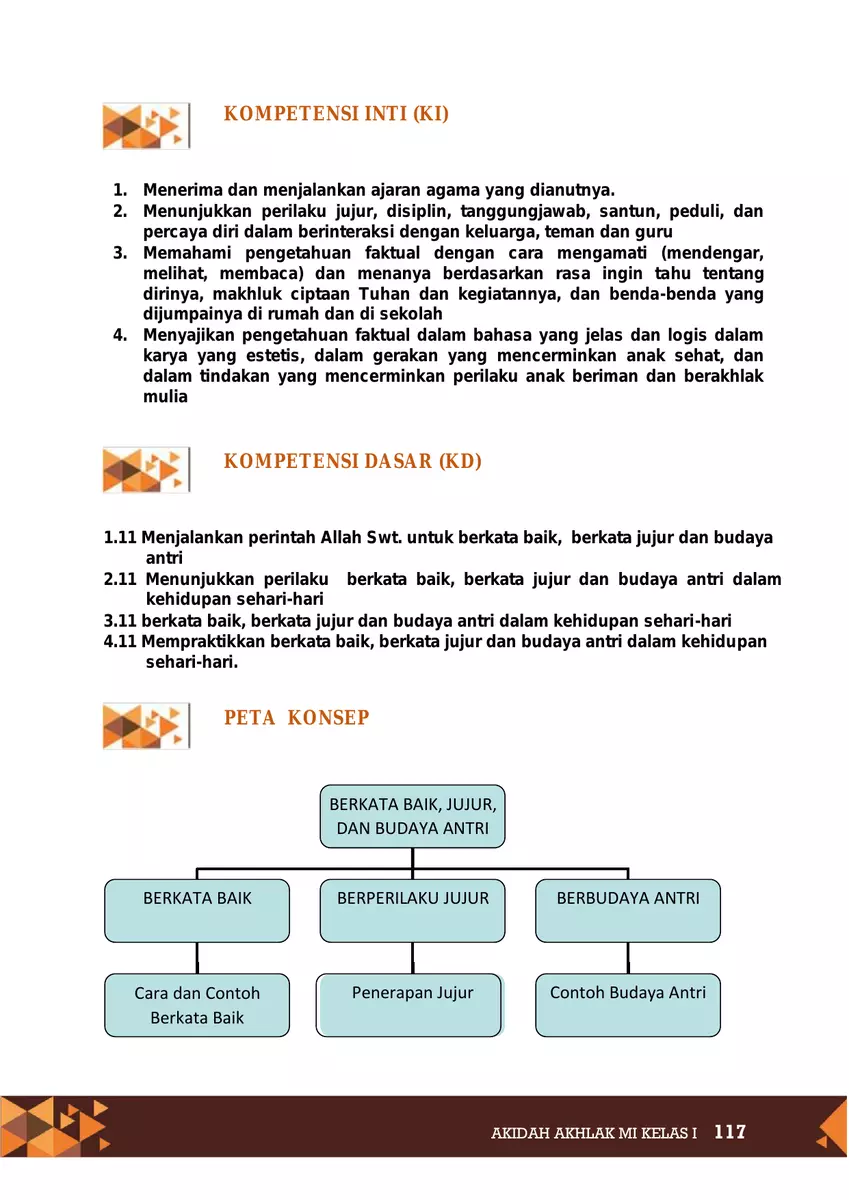 KOMPETENSI INTI (KI)
1. Menerima dan menjalankan ajaran agama yang dianutnya.
2. Menunjukkan perilaku jujur, disiplin, tanggungjawab, santun, peduli, dan
percaya diri dalam berinteraksi dengan keluarga, teman dan guru
3. Memahami pengetahuan faktual dengan cara mengamati (mendengar,
melihat, membaca) dan menanya berdasarkan rasa ingin tahu tentang
dirinya, makhluk ciptaan Tuhan dan kegiatannya, dan benda-benda yang
dijumpainya di rumah dan di sekolah
4. Menyajikan pengetahuan faktual dalam bahasa yang jelas dan logis dalam
karya yang estetis, dalam gerakan yang mencerminkan anak sehat, dan
dalam tindakan yang mencerminkan perilaku anak beriman dan berakhlak
mulia
KOMPETENSI DASAR (KD)
1.11 Menjalankan perintah Allah Swt. untuk berkata baik, berkata jujur dan budaya
antri
2.11 Menunjukkan perilaku berkata baik, berkata jujur dan budaya antri dalam
kehidupan sehari-hari
3.11 berkata baik, berkata jujur dan budaya antri dalam kehidupan sehari-hari
4.11 Mempraktikkan berkata baik, berkata jujur dan budaya antri dalam kehidupan
sehari-hari.
PETA KONSEP
BERKATA BAIK, JUJUR,
DAN BUDAYA ANTRI
BERKATA BAIK
BERPERILAKU JUJUR
BERBUDAYA ANTRI
Cara dan Contoh
Berkata Baik
Penerapan Jujur
Contoh Budaya Antri
AKIDAH AKHLAK MI KELAS I 117